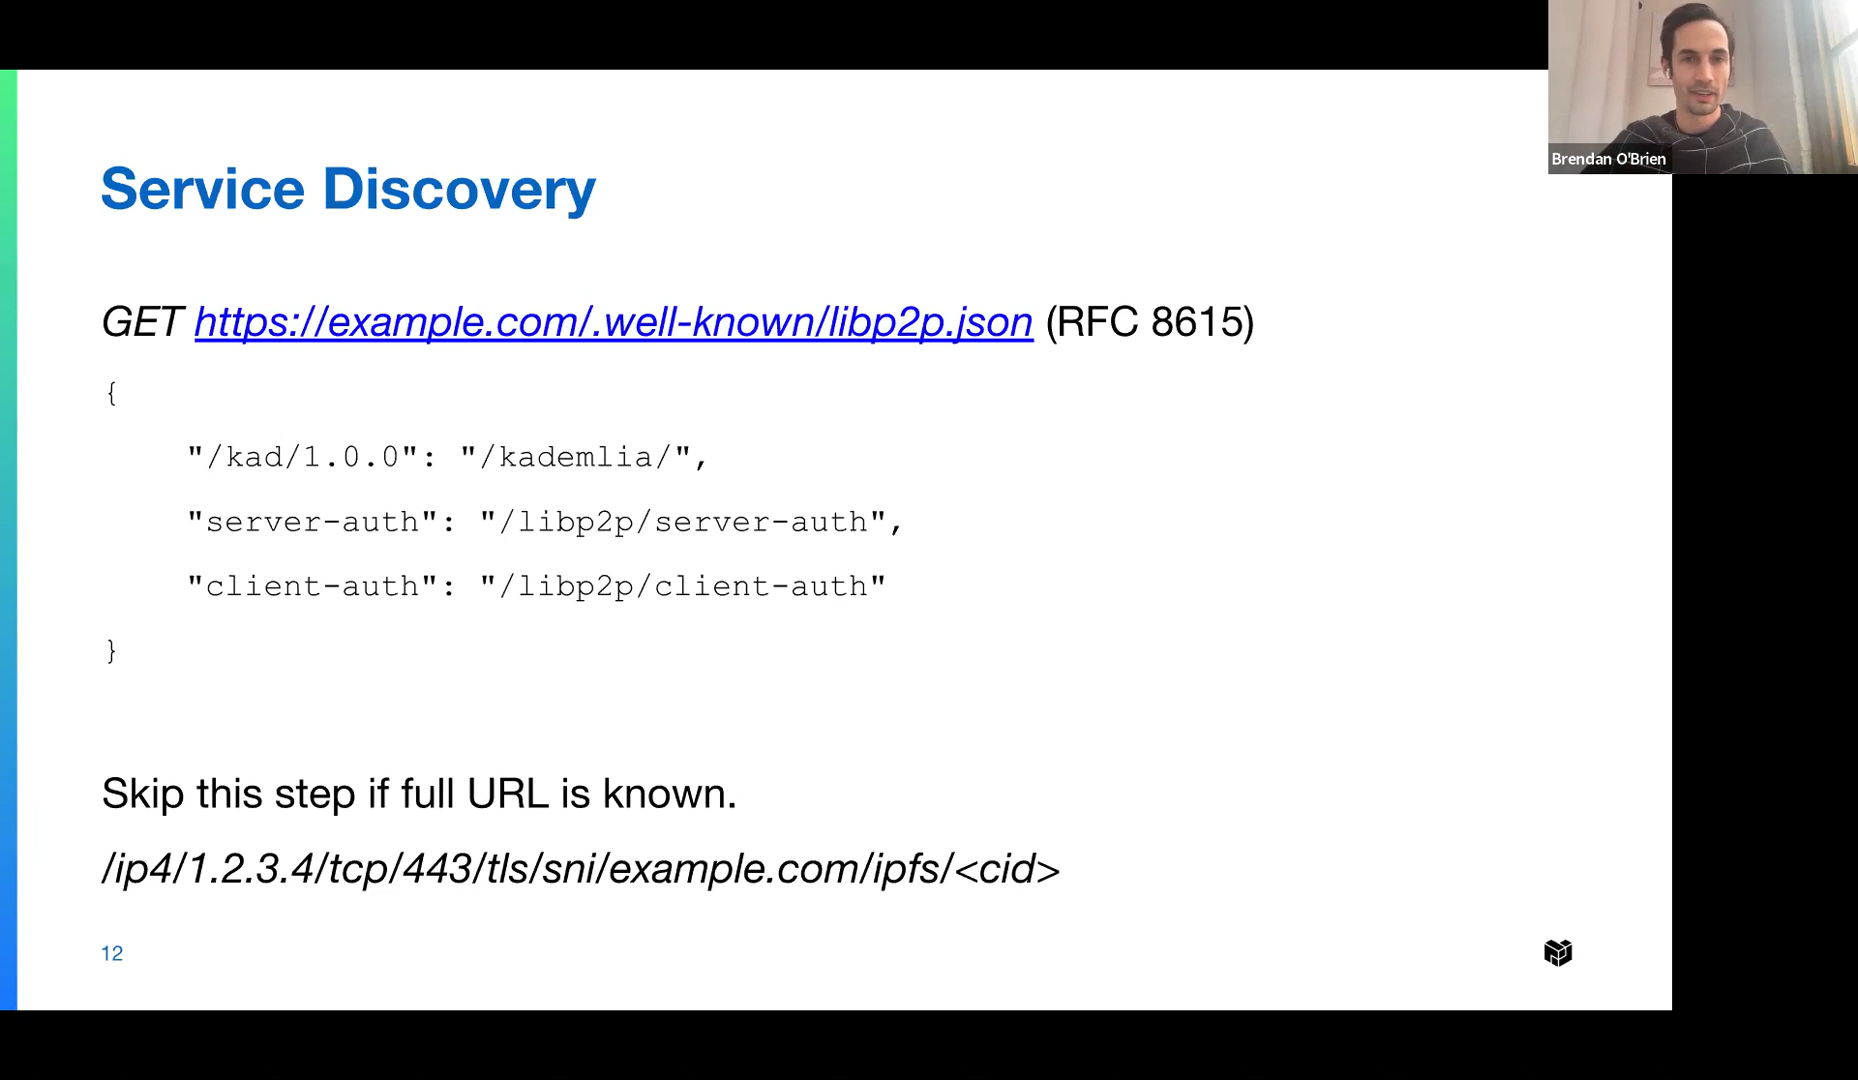 Brendan O'Brien
Service Discovery
GET https://example.com/.well-known/libp2p.json (RFC 8615)
{
"/kad/1.0.0": "/kademlia/",
"server-auth": "/libp2p/server-auth",
"client-auth": "/libp2p/client-auth"
}
Skip this step if full URL is known.
/ip4/1.2.3.4/tcp/443/tls/sni/example.com/ipfs/<cid>
12